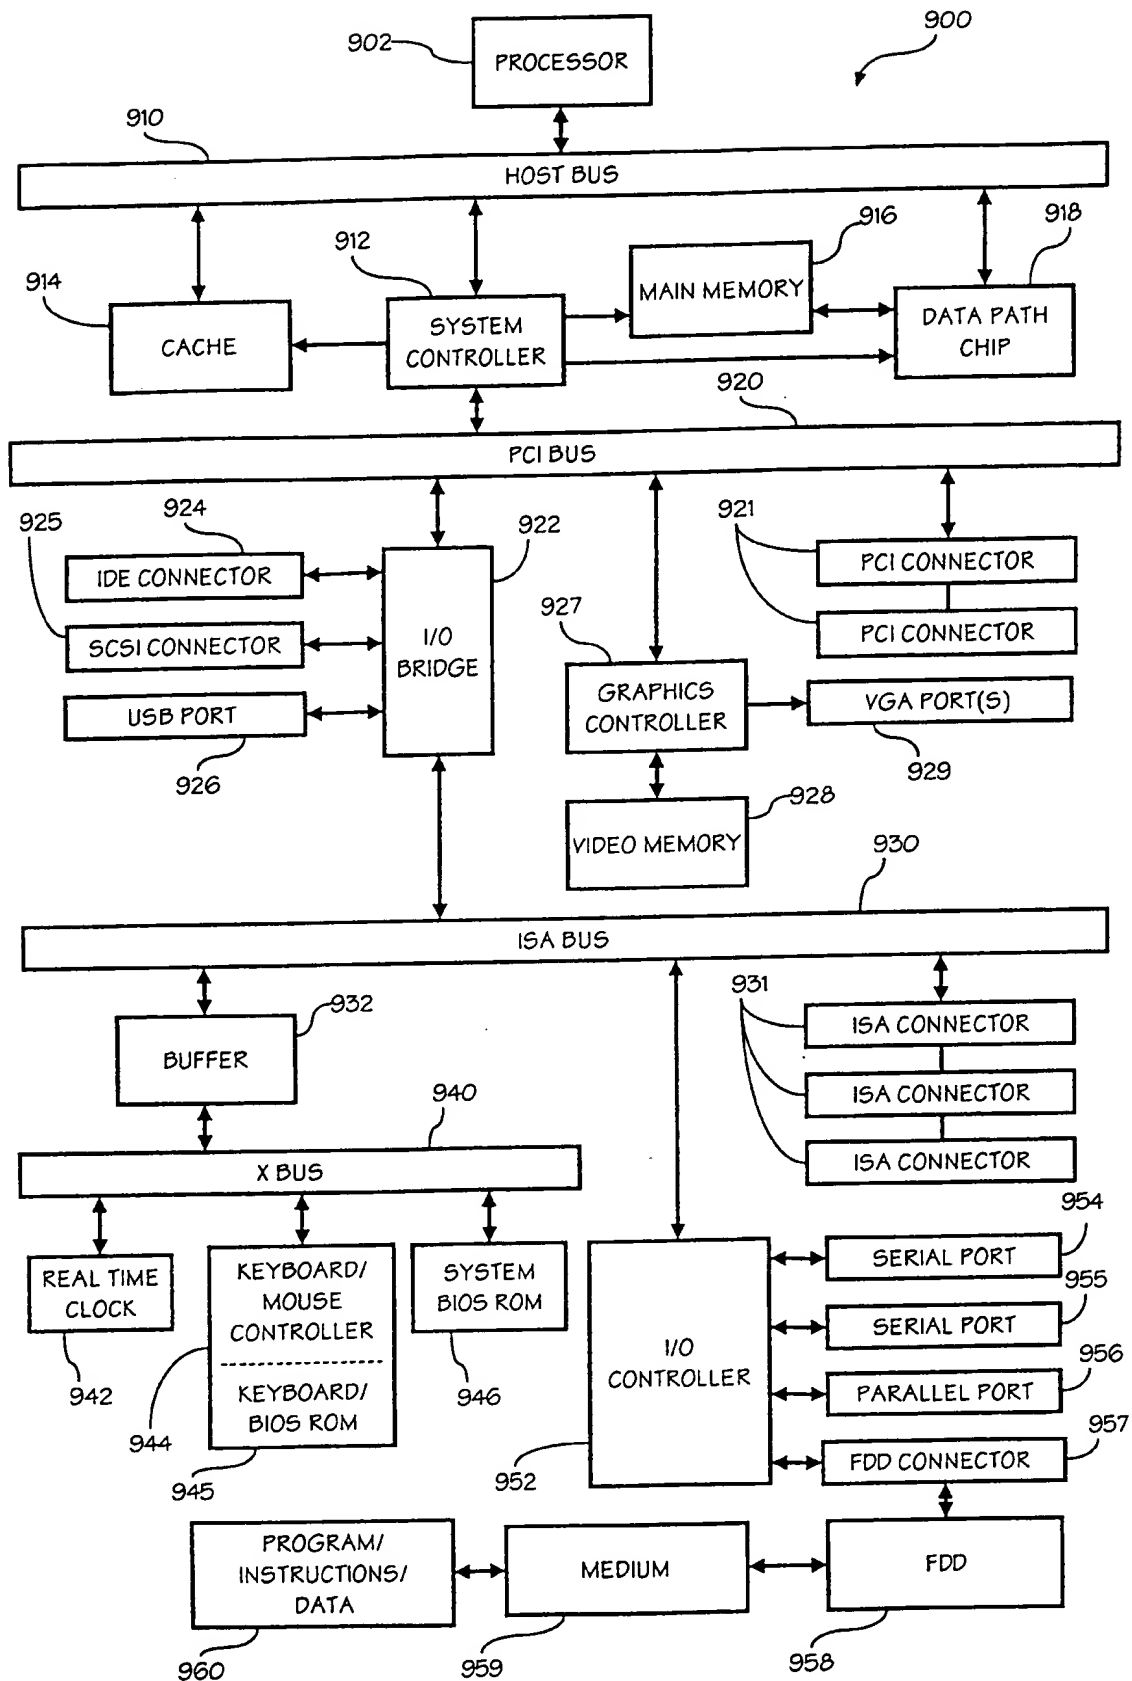 900
902
PROCESSOR
910
HOST BUS
912
916
918
914
MAIN MEMORY
SYSTEM
CONTROLLER
DATA PATH
CHIP
CACHE
920
PCI BUS
925
924
922
921
IDE CONNECTOR
PCI CONNECTOR
927
SCSI CONNECTOR
I/O
BRIDGE
PCI CONNECTOR
USB PORT
GRAPHICS
CONTROLLER
VGA PORT(S)
926
929
928
VIDEO MEMORY
930
ISA BUS
932
931
ISA CONNECTOR
BUFFER
ISA CONNECTOR
940
ISA CONNECTOR
X BUS
954
REAL TIME
CLOCK
KEYBOARD/
MOUSE
CONTROLLER
SYSTEM
BIOS ROM
SERIAL PORT
955
SERIAL PORT
I/O
CONTROLLER
956
942
KEYBOARD/
BIOS ROM
946
PARALLEL PORT
944
957
FDD CONNECTOR
945
952
PROGRAM/
INSTRUCTIONS/
DATA
MEDIUM
FDD
960
959
958